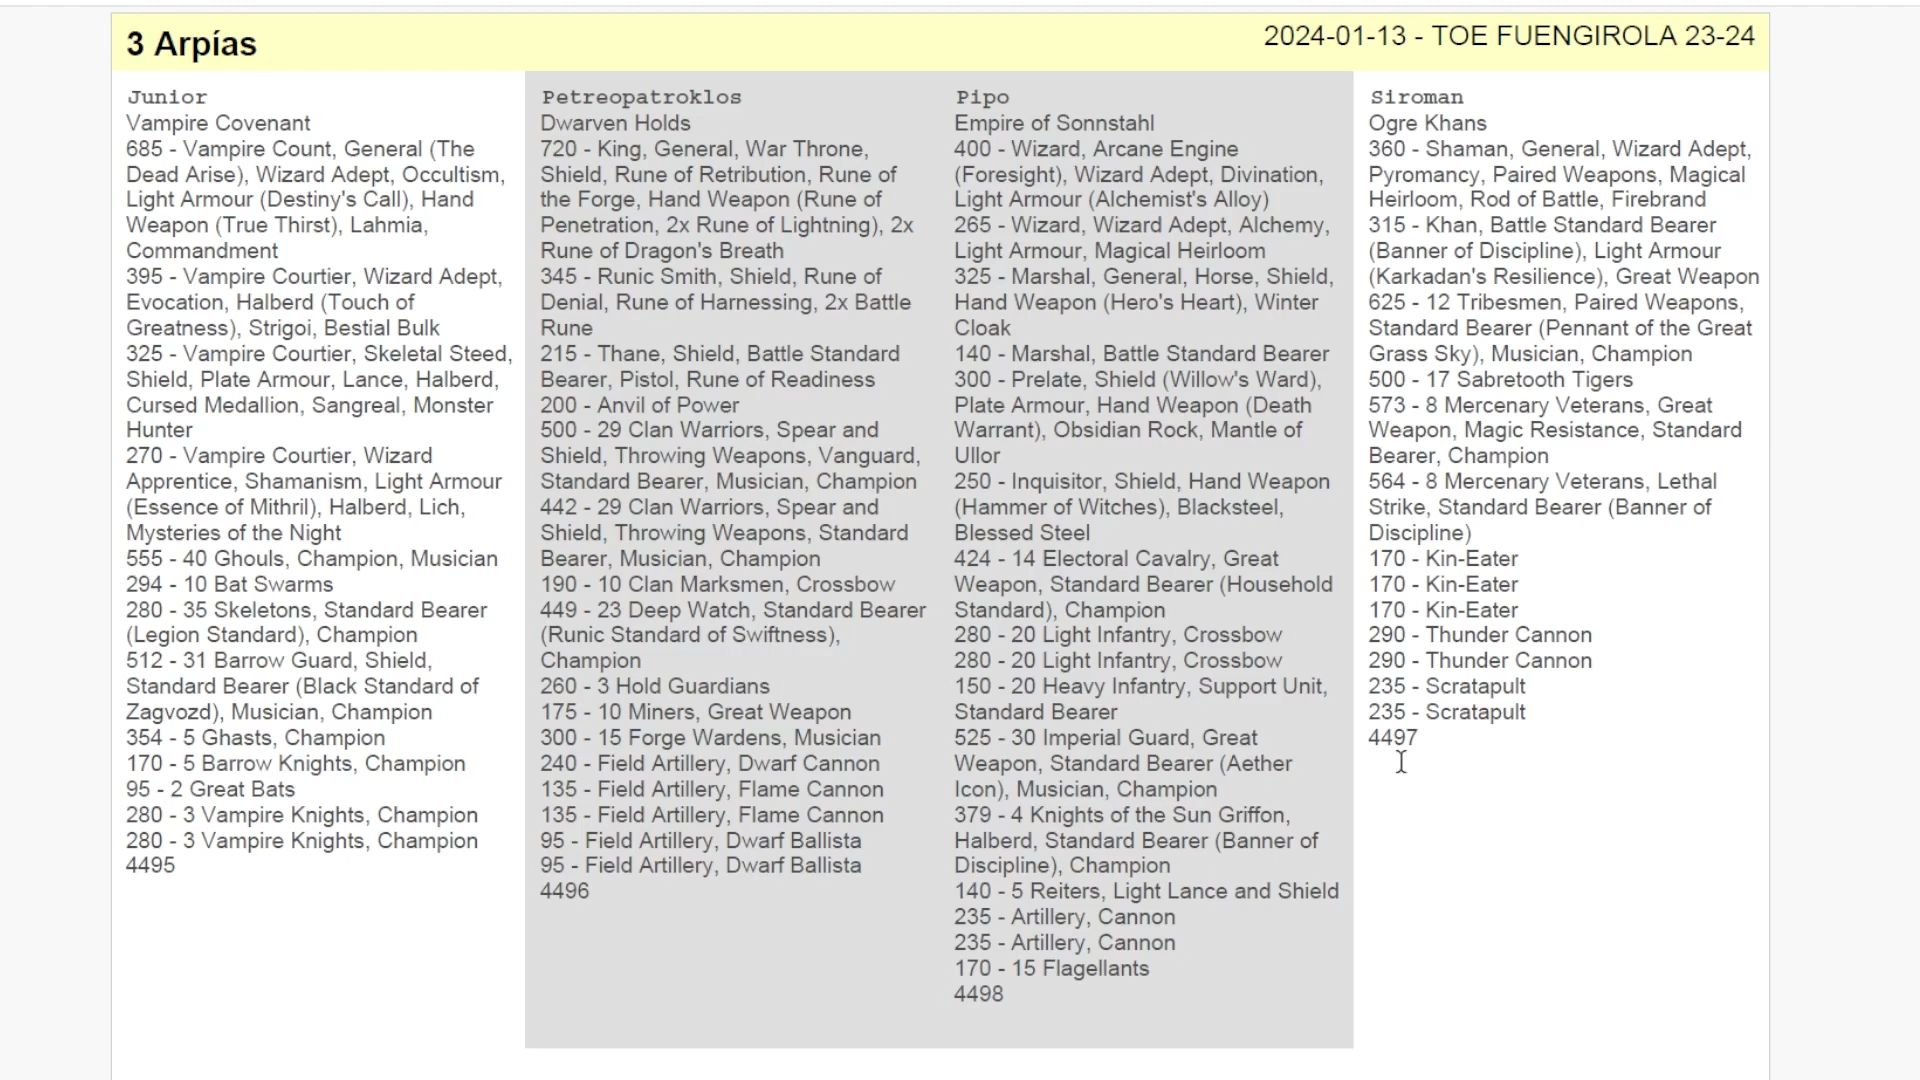 3 Arpías
2024-01-13 - TOE FUENGIROLA 23-24
Junior
Vampire Covenant
685 - Vampire Count, General (The
Dead Arise), Wizard Adept, Occultism,
Light Armour (Destiny's Call), Hand
Weapon (True Thirst), Lahmia,
Commandment
395 - Vampire Courtier, Wizard Adept,
Evocation, Halberd (Touch of
Greatness), Strigoi, Bestial Bulk
325 - Vampire Courtier, Skeletal Steed,
Shield, Plate Armour, Lance, Halberd,
Cursed Medallion, Sangreal, Monster
Hunter
270 - Vampire Courtier, Wizard
Apprentice, Shamanism, Light Armour
(Essence of Mithril), Halberd, Lich,
Mysteries of the Night
555 - 40 Ghouls, Champion, Musician
294 - 10 Bat Swarms
280 - 35 Skeletons, Standard Bearer
(Legion Standard), Champion
512 - 31 Barrow Guard, Shield,
Standard Bearer (Black Standard of
Zagvozd), Musician, Champion
354 - 5 Ghasts, Champion
170 - 5 Barrow Knights, Champion
95 - 2 Great Bats
280 - 3 Vampire Knights, Champion
280 - 3 Vampire Knights, Champion
4495
Petreopatroklos
Dwarven Holds
720 - King, General, War Throne,
Shield, Rune of Retribution, Rune of
the Forge, Hand Weapon (Rune of
Penetration, 2x Rune of Lightning), 2x
Rune of Dragon's Breath
345 - Runic Smith, Shield, Rune of
Denial, Rune of Harnessing, 2x Battle
Rune
215 - Thane, Shield, Battle Standard
Bearer, Pistol, Rune of Readiness
200 - Anvil of Power
500 - 29 Clan Warriors, Spear and
Shield, Throwing Weapons, Vanguard,
Standard Bearer, Musician, Champion
442 - 29 Clan Warriors, Spear and
Shield, Throwing Weapons, Standard
Bearer, Musician, Champion
190 - 10 Clan Marksmen, Crossbow
449 - 23 Deep Watch, Standard Bearer
(Runic Standard of Swiftness),
Champion
260 - 3 Hold Guardians
175 - 10 Miners, Great Weapon
300 - 15 Forge Wardens, Musician
240 - Field Artillery, Dwarf Cannon
135 - Field Artillery, Flame Cannon
135 - Field Artillery, Flame Cannon
95 - Field Artillery, Dwarf Ballista
95 - Field Artillery, Dwarf Ballista
4496
Pipo
Empire of Sonnstahl
400 - Wizard, Arcane Engine
(Foresight), Wizard Adept, Divination,
Light Armour (Alchemist's Alloy)
265 - Wizard, Wizard Adept, Alchemy,
Light Armour, Magical Heirloom
325 - Marshal, General, Horse, Shield,
Hand Weapon (Hero's Heart), Winter
Cloak
140 - Marshal, Battle Standard Bearer
300 - Prelate, Shield (Willow's Ward),
Plate Armour, Hand Weapon (Death
Warrant), Obsidian Rock, Mantle of
Ullor
250 - Inquisitor, Shield, Hand Weapon
(Hammer of Witches), Blacksteel,
Blessed Steel
424 - 14 Electoral Cavalry, Great
Weapon, Standard Bearer (Household
Standard), Champion
280 - 20 Light Infantry, Crossbow
280 - 20 Light Infantry, Crossbow
150 - 20 Heavy Infantry, Support Unit,
Standard Bearer
525 - 30 Imperial Guard, Great
Weapon, Standard Bearer (Aether
Icon), Musician, Champion
379 - 4 Knights of the Sun Griffon,
Halberd, Standard Bearer (Banner of
Discipline), Champion
140 - 5 Reiters, Light Lance and Shield
235 - Artillery, Cannon
235 - Artillery, Cannon
170 - 15 Flagellants
4498
Siroman
Ogre Khans
360 - Shaman, General, Wizard Adept,
Pyromancy, Paired Weapons, Magical
Heirloom, Rod of Battle, Firebrand
315 - Khan, Battle Standard Bearer
(Banner of Discipline), Light Armour
(Karkadan's Resilience), Great Weapon
625 - 12 Tribesmen, Paired Weapons,
Standard Bearer (Pennant of the Great
Grass Sky), Musician, Champion
500 - 17 Sabretooth Tigers
573 - 8 Mercenary Veterans, Great
Weapon, Magic Resistance, Standard
Bearer, Champion
564 - 8 Mercenary Veterans, Lethal
Strike, Standard Bearer (Banner of
Discipline)
170 - Kin-Eater
170 - Kin-Eater
170 - Kin-Eater
290 - Thunder Cannon
290 - Thunder Cannon
235 - Scratapult
235 - Scratapult
4497